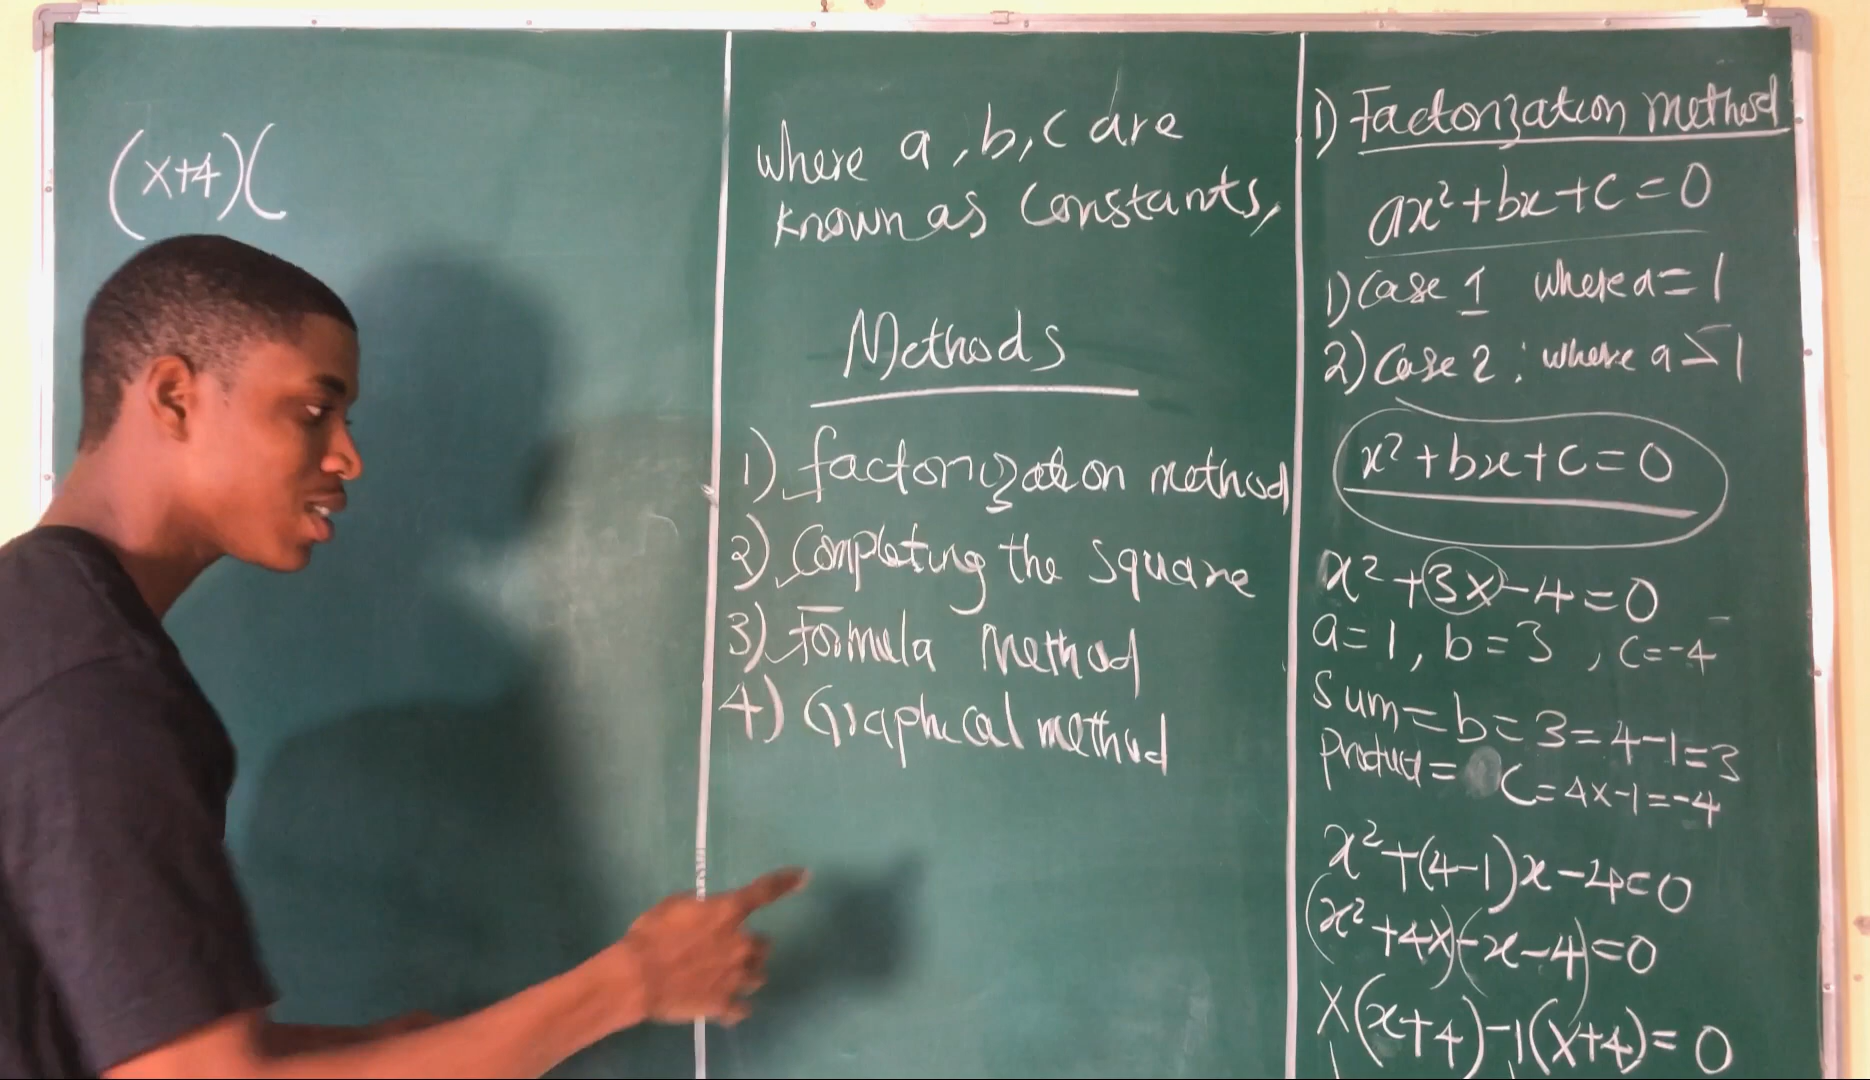 (x+4)(
where a, b, c are
known as constants,
Methods
1) factorization method
2) Completing the square
3) Formula method
4) Graphical method
1) Factorization method
ax²+bx+c=0
1) Case 1 where a=1
2) Case 2: where a>1
x²+bx+c=0
x²+3x-4=0
a=1, b=3, c=-4
Sum=b=3=4-1=3
product= c=4x-1=-4
x²+(4-1)x-4=0
(x²+4x)(-x-4)=0
x(x+4)-1(x+4)=0